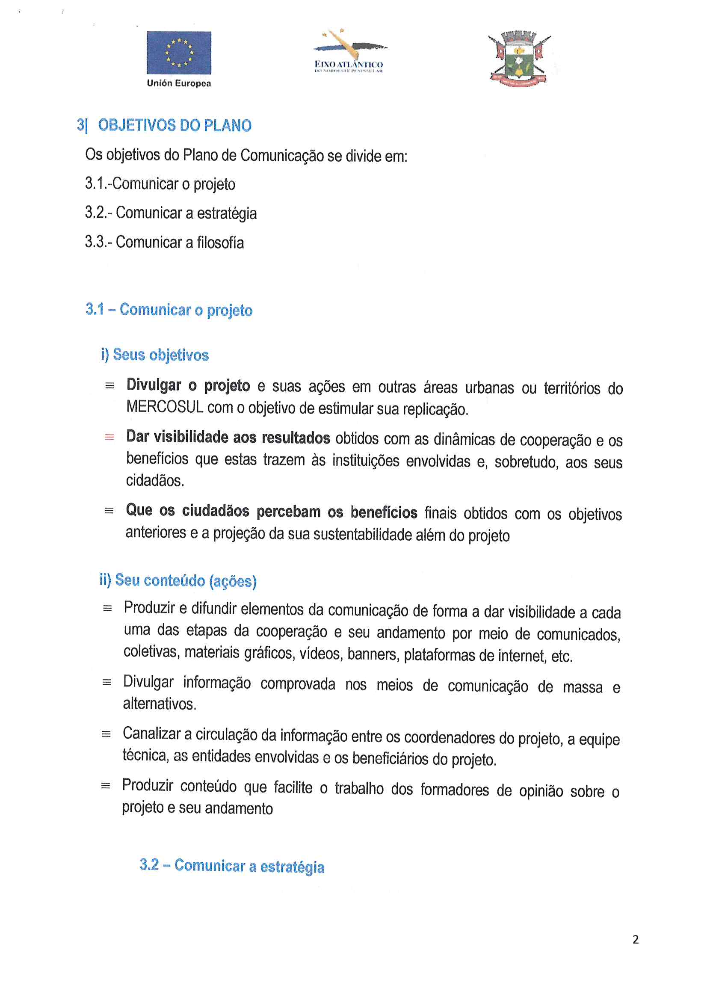 Unión Europea
EIXO ATLÂNTICO
DO NOROESTE PENINSULAR
3| OBJETIVOS DO PLANO
Os objetivos do Plano de Comunicação se divide em:
3.1.-Comunicar o projeto
3.2.- Comunicar a estratégia
3.3.- Comunicar a filosofía
3.1 – Comunicar o projeto
i) Seus objetivos
≡ Divulgar o projeto e suas ações em outras áreas urbanas ou territórios do
MERCOSUL com o objetivo de estimular sua replicação.
≡ Dar visibilidade aos resultados obtidos com as dinâmicas de cooperação e os
benefícios que estas trazem às instituições envolvidas e, sobretudo, aos seus
cidadãos.
≡ Que os ciudadãos percebam os benefícios finais obtidos com os objetivos
anteriores e a projeção da sua sustentabilidade além do projeto
ii) Seu conteúdo (ações)
≡ Produzir e difundir elementos da comunicação de forma a dar visibilidade a cada
uma das etapas da cooperação e seu andamento por meio de comunicados,
coletivas, materiais gráficos, vídeos, banners, plataformas de internet, etc.
≡ Divulgar informação comprovada nos meios de comunicação de massa e
alternativos.
≡ Canalizar a circulação da informação entre os coordenadores do projeto, a equipe
técnica, as entidades envolvidas e os beneficiários do projeto.
≡ Produzir conteúdo que facilite o trabalho dos formadores de opinião sobre o
projeto e seu andamento
3.2 – Comunicar a estratégia
2